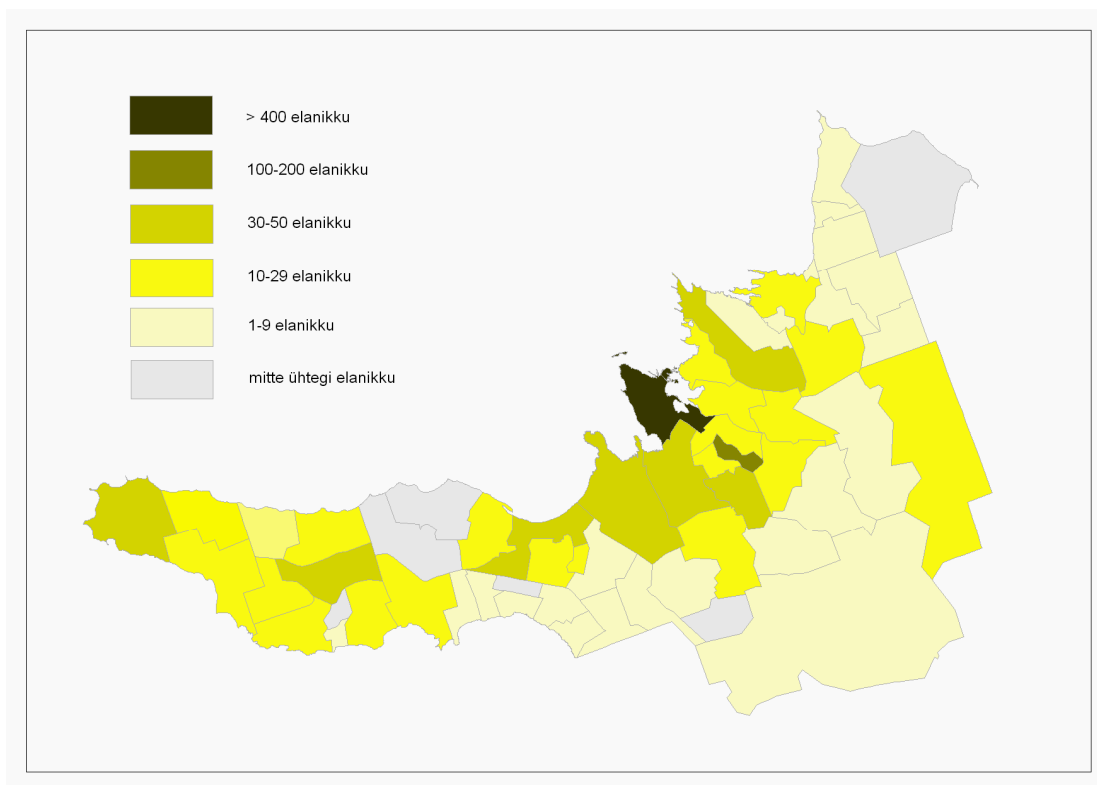 > 400 elanikku
100-200 elanikku
30-50 elanikku
10-29 elanikku
1-9 elanikku
mitte ühtegi elanikku